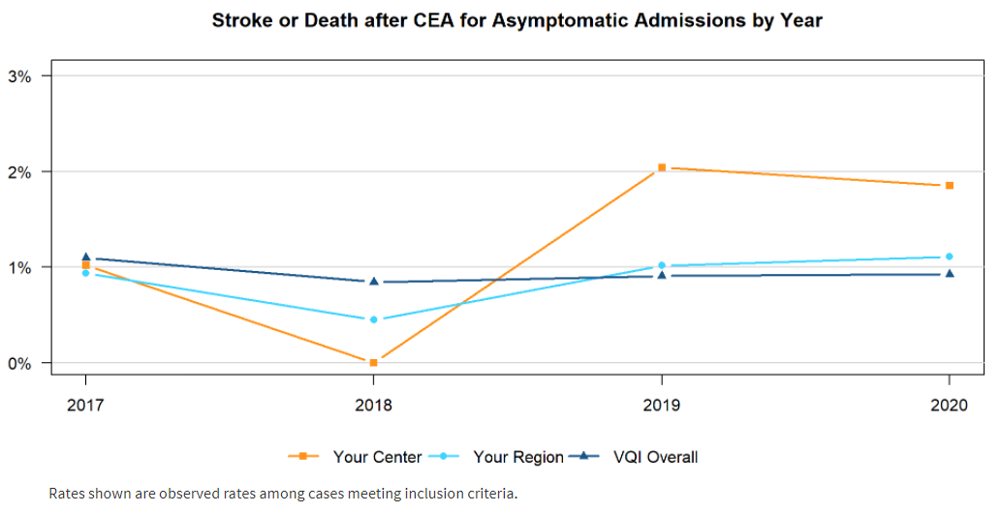 Stroke or Death after CEA for Asymptomatic Admissions by Year
3%
2%
1%
0%
2017 2018 2019 2020
Your Center Your Region VQI Overall
Rates shown are observed rates among cases meeting inclusion criteria.